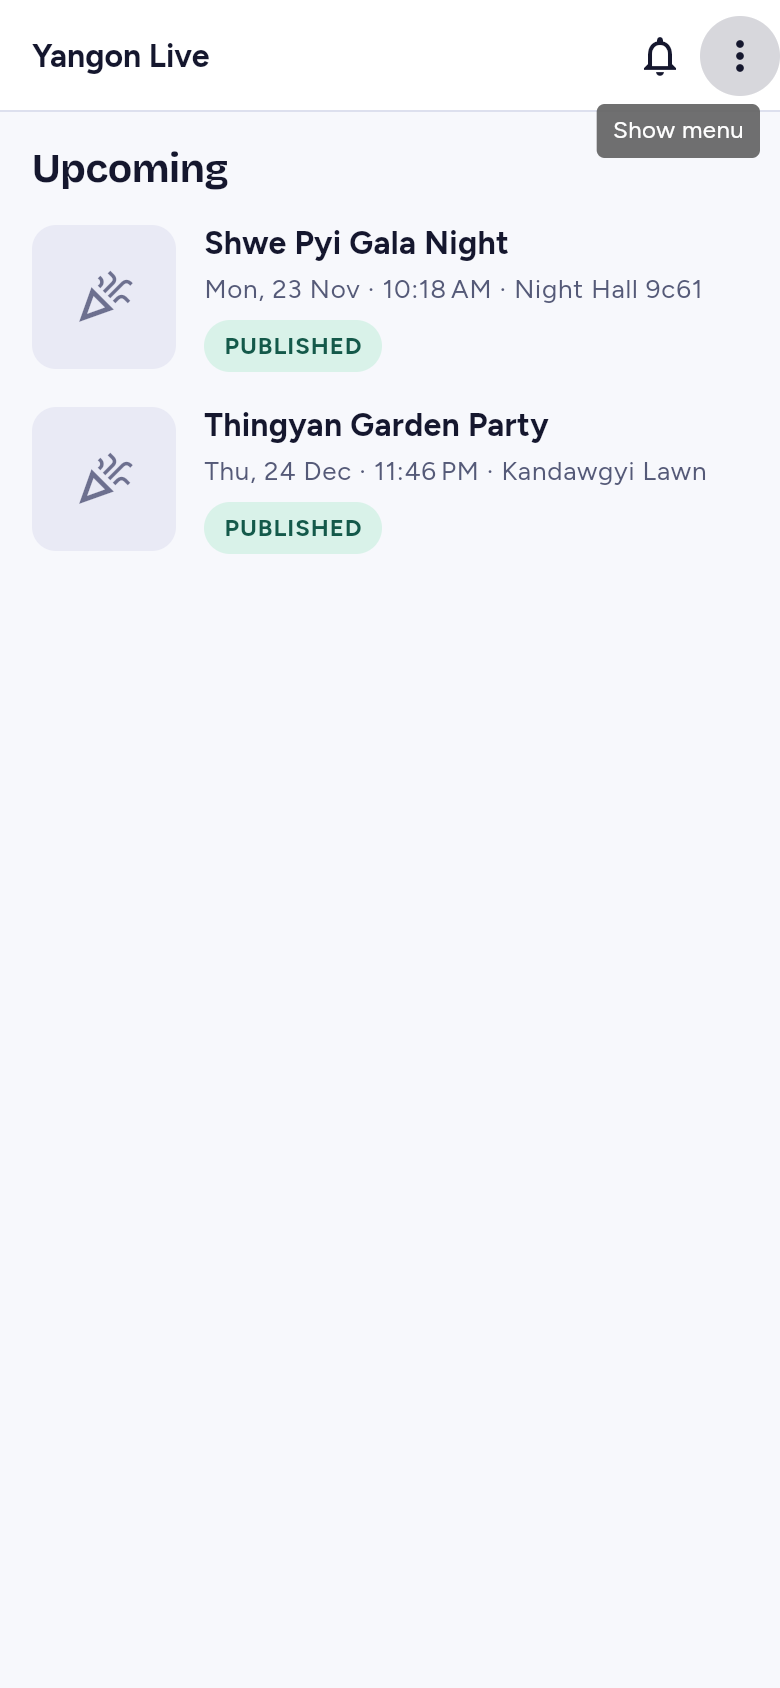 Yangon Live
Show menu
Upcoming
Shwe Pyi Gala Night
Mon, 23 Nov · 10:18 AM · Night Hall 9c61
PUBLISHED
Thingyan Garden Party
Thu, 24 Dec · 11:46 PM · Kandawgyi Lawn
PUBLISHED